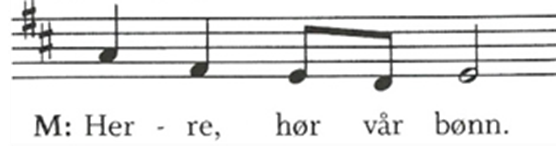 M: Her - re, hør vår bønn.